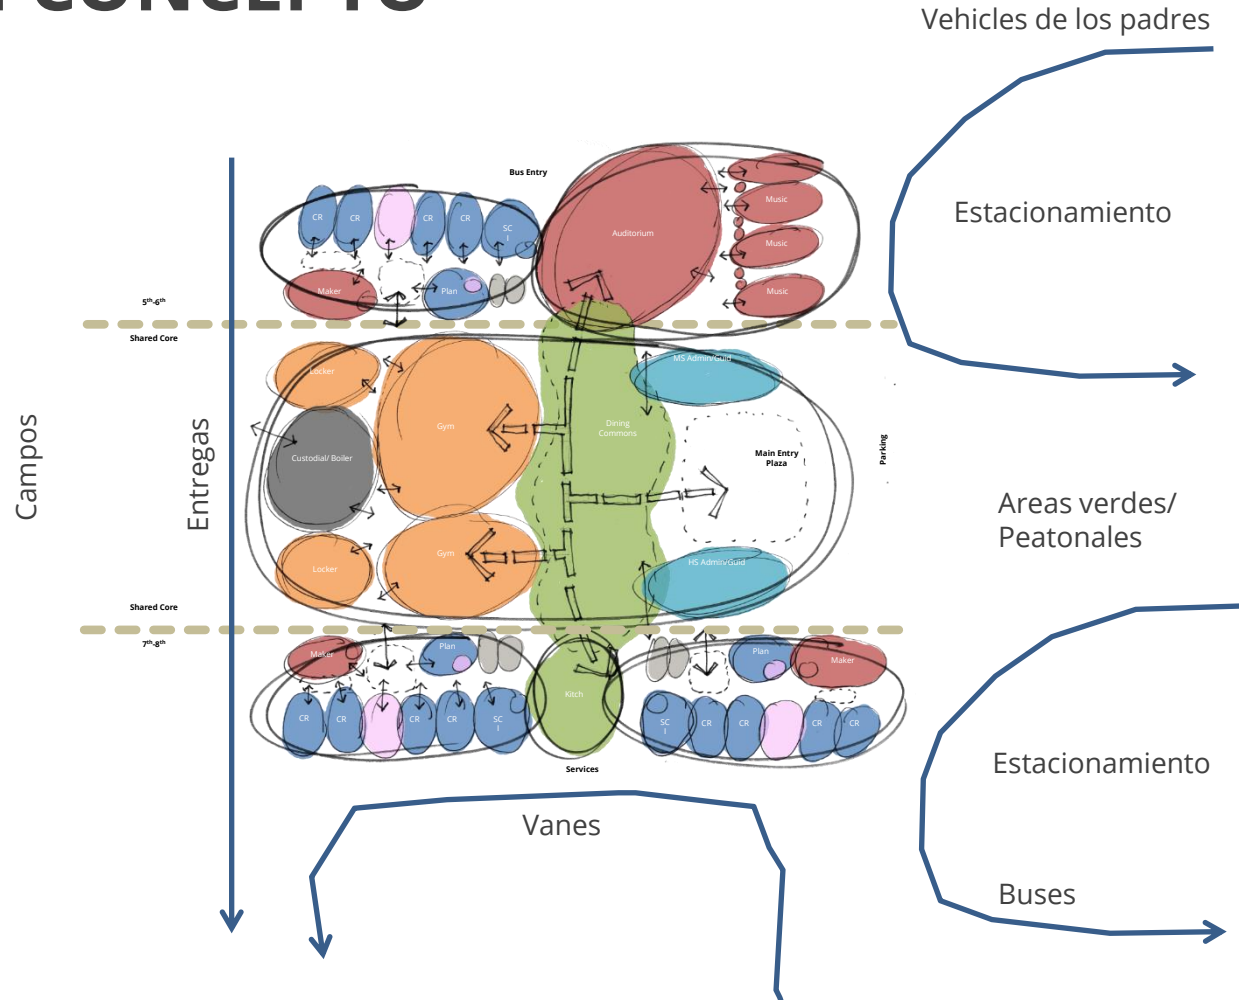 CONCEPTO
Vehicles de los padres
Estacionamiento
Bus Entry
CR
CR
CR
CR
SC
I
Auditorium
Music
Music
Music
Maker
Plan
5th-6th
Shared Core
Locker
Gym
Custodial/ Boiler
Gym
Locker
Dining
Commons
MS Admin/Guid
Main Entry
Plaza
HS Admin/Guid
Parking
Campos
Entregas
Areas verdes/
Peatonales
Shared Core
7th-8th
Maker
Plan
Plan
Maker
CR
CR
CR
CR
SC
I
Kitch
SC
I
CR
CR
CR
CR
Services
Vanes
Estacionamiento
Buses